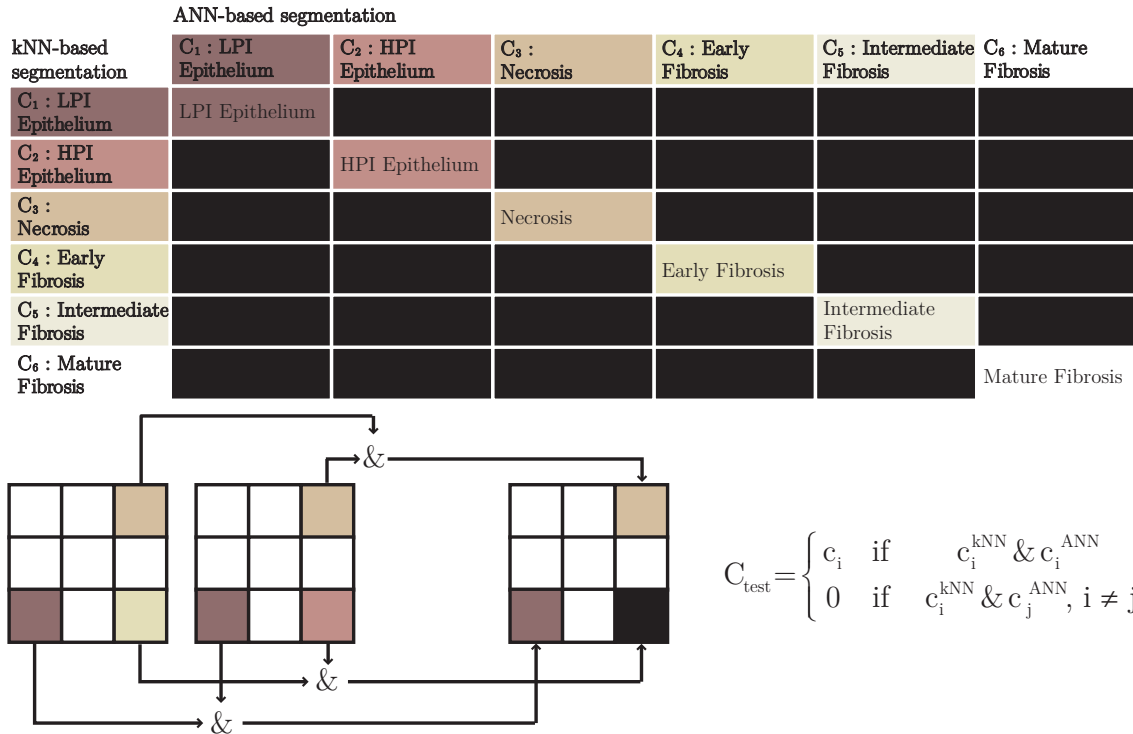 ANN-based segmentation
kNN-based
segmentation
C₁ : LPI
Epithelium
C₂ : HPI
Epithelium
C₃ :
Necrosis
C₄ : Early
Fibrosis
C₅ : Intermediate
Fibrosis
C₆ : Mature
Fibrosis
C₁ : LPI
Epithelium
LPI Epithelium
C₂ : HPI
Epithelium
HPI Epithelium
C₃ :
Necrosis
Necrosis
C₄ : Early
Fibrosis
Early Fibrosis
C₅ : Intermediate
Fibrosis
Intermediate
Fibrosis
C₆ : Mature
Fibrosis
Mature Fibrosis
&
&
&
C_test = { c_i if c_i^kNN & c_i^ANN
0 if c_i^kNN & c_j^ANN, i ≠ j